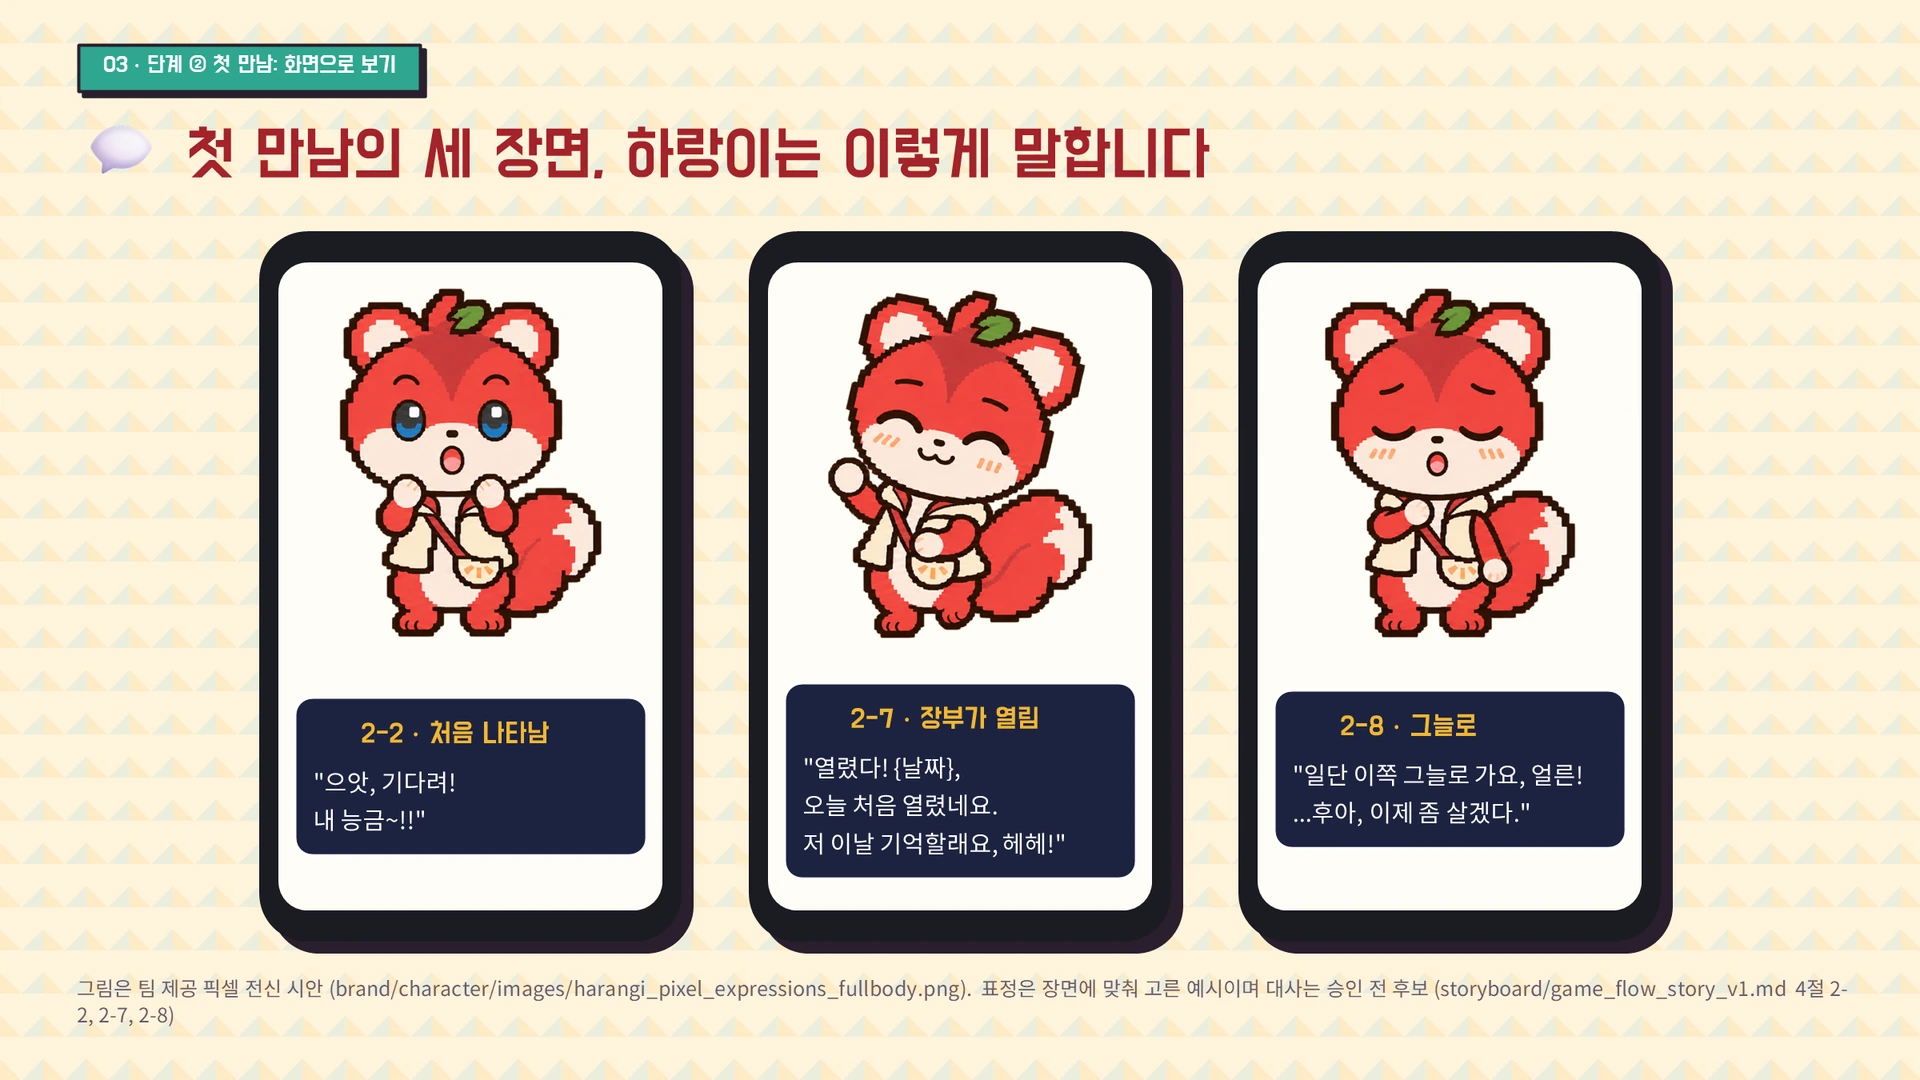 03 · 단계 ② 첫 만남: 화면으로 보기
첫 만남의 세 장면, 하랑이는 이렇게 말합니다
2-2 · 처음 나타남
"으앗, 기다려!
내 능금~!!"
2-7 · 장부가 열림
"열렸다! {날짜},
오늘 처음 열렸네요.
저 이날 기억할래요, 헤헤!"
2-8 · 그늘로
"일단 이쪽 그늘로 가요, 얼른!
...후아, 이제 좀 살겠다."
그림은 팀 제공 픽셀 전신 시안 (brand/character/images/harangi_pixel_expressions_fullbody.png). 표정은 장면에 맞춰 고른 예시이며 대사는 승인 전 후보 (storyboard/game_flow_story_v1.md 4절 2-
2, 2-7, 2-8)